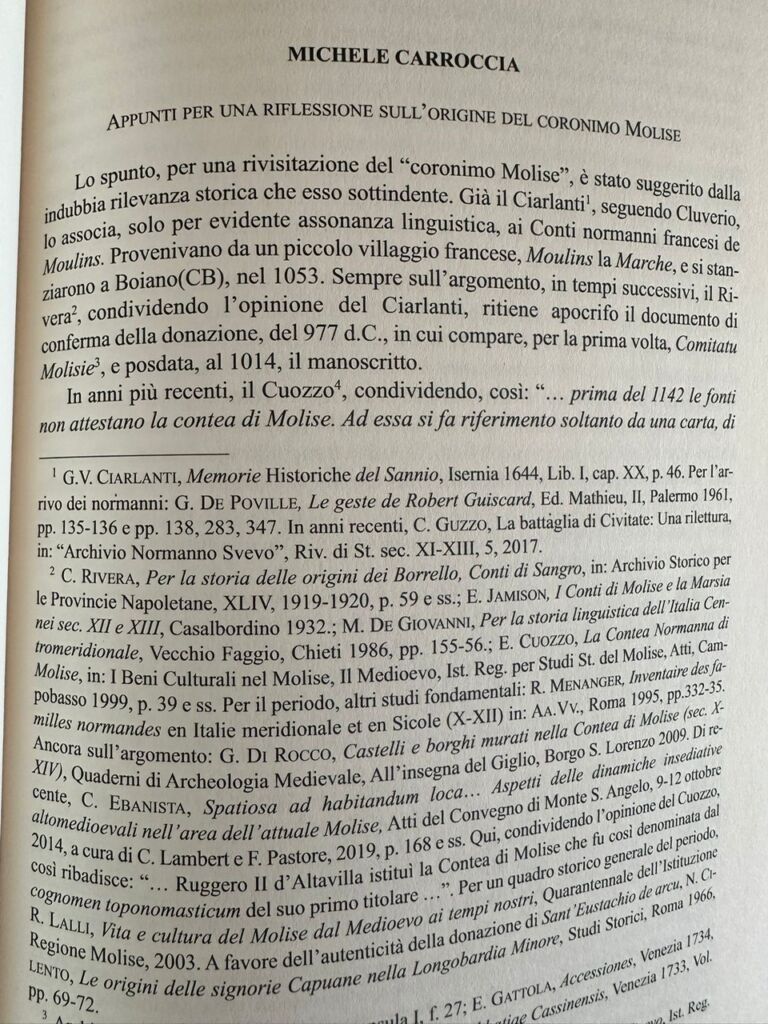 MICHELE CARROCCIA
APPUNTI PER UNA RIFLESSIONE SULL'ORIGINE DEL CORONIMO MOLISE
Lo spunto, per una rivisitazione del “coronimo Molise”, è stato suggerito dalla
indubbia rilevanza storica che esso sottindente. Già il Ciarlanti¹, seguendo Cluverio,
lo associa, solo per evidente assonanza linguistica, ai Conti normanni francesi de
Moulins. Provenivano da un piccolo villaggio francese, Moulins la Marche, e si stan-
ziarono a Boiano(CB), nel 1053. Sempre sull'argomento, in tempi successivi, il Ri-
vera², condividendo l'opinione del Ciarlanti, ritiene apocrifo il documento di
conferma della donazione, del 977 d.C., in cui compare, per la prima volta, Comitatu
Molisie³, e posdata, al 1014, il manoscritto.
In anni più recenti, il Cuozzo⁴, condividendo, così: “… prima del 1142 le fonti
non attestano la contea di Molise. Ad essa si fa riferimento soltanto da una carta, di
¹ G.V. CIARLANTI, Memorie Historiche del Sannio, Isernia 1644, Lib. I, cap. XX, p. 46. Per l'ar-
rivo dei normanni: G. DE POVILLE, Le geste de Robert Guiscard, Ed. Mathieu, II, Palermo 1961,
pp. 135-136 e pp. 138, 283, 347. In anni recenti, C. GUZZO, La battàglia di Civitate: Una rilettura,
in: “Archivio Normanno Svevo”, Riv. di St. sec. XI-XIII, 5, 2017.
² C. RIVERA, Per la storia delle origini dei Borrello, Conti di Sangro, in: Archivio Storico per
le Provincie Napoletane, XLIV, 1919-1920, p. 59 e ss.; E. JAMISON, I Conti di Molise e la Marsia
nei sec. XII e XIII, Casalbordino 1932.; M. DE GIOVANNI, Per la storia linguistica dell'Italia Cen-
tromeridionale, Vecchio Faggio, Chieti 1986, pp. 155-56.; E. CUOZZO, La Contea Normanna di
Molise, in: I Beni Culturali nel Molise, Il Medioevo, Ist. Reg. per Studi St. del Molise, Atti, Cam-
pobasso 1999, p. 39 e ss. Per il periodo, altri studi fondamentali: R. MENANGER, Inventaire des fa-
milles normandes en Italie meridionale et en Sicole (X-XII) in: AA.VV., Roma 1995, pp.332-35.
Ancora sull'argomento: G. DI ROCCO, Castelli e borghi murati nella Contea di Molise (sec. X-
XIV), Quaderni di Archeologia Medievale, All'insegna del Giglio, Borgo S. Lorenzo 2009. Di re-
cente, C. EBANISTA, Spatiosa ad habitandum loca… Aspetti delle dinamiche insediative
altomedioevali nell'area dell'attuale Molise, Atti del Convegno di Monte S. Angelo, 9-12 ottobre
2014, a cura di C. Lambert e F. Pastore, 2019, p. 168 e ss. Qui, condividendo l'opinione del Cuozzo,
così ribadisce: “… Ruggero II d'Altavilla istituì la Contea di Molise che fu così denominata dal
cognomen toponomasticum del suo primo titolare …”. Per un quadro storico generale del periodo,
R. LALLI, Vita e cultura del Molise dal Medioevo ai tempi nostri, Quarantennale dell'Istituzione
Regione Molise, 2003. A favore dell'autenticità della donazione di Sant'Eustachio de arcu, N. CI-
LENTO, Le origini delle signorie Capuane nella Longobardia Minore, Studi Storici, Roma 1966,
pp. 69-72.
³ I, f. 27; E. GATTOLA, Accessiones, Venezia 1734,
Cassinensis, Venezia 1733, Vol.
Ist. Reg.